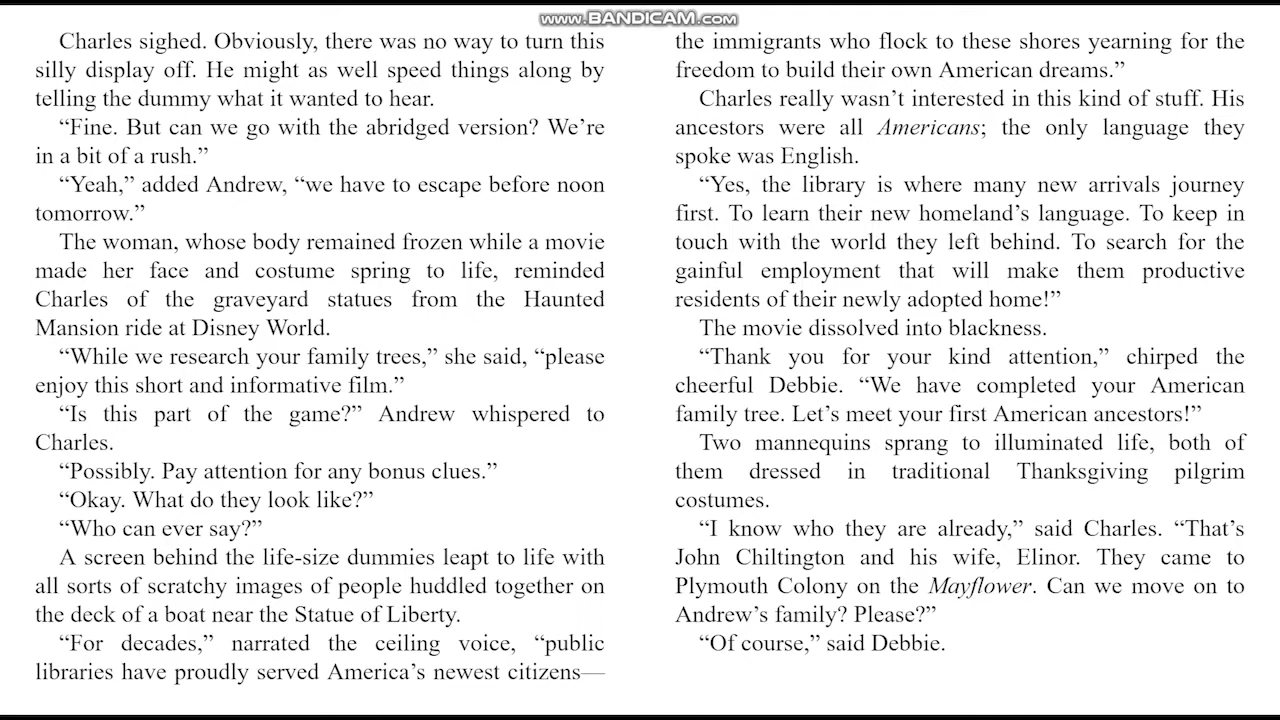 www.BANDICAM.com
Charles sighed. Obviously, there was no way to turn this
silly display off. He might as well speed things along by
telling the dummy what it wanted to hear.
“Fine. But can we go with the abridged version? We’re
in a bit of a rush.”
“Yeah,” added Andrew, “we have to escape before noon
tomorrow.”
The woman, whose body remained frozen while a movie
made her face and costume spring to life, reminded
Charles of the graveyard statues from the Haunted
Mansion ride at Disney World.
“While we research your family trees,” she said, “please
enjoy this short and informative film.”
“Is this part of the game?” Andrew whispered to
Charles.
“Possibly. Pay attention for any bonus clues.”
“Okay. What do they look like?”
“Who can ever say?”
A screen behind the life-size dummies leapt to life with
all sorts of scratchy images of people huddled together on
the deck of a boat near the Statue of Liberty.
“For decades,” narrated the ceiling voice, “public
libraries have proudly served America’s newest citizens—
the immigrants who flock to these shores yearning for the
freedom to build their own American dreams.”
Charles really wasn’t interested in this kind of stuff. His
ancestors were all Americans; the only language they
spoke was English.
“Yes, the library is where many new arrivals journey
first. To learn their new homeland’s language. To keep in
touch with the world they left behind. To search for the
gainful employment that will make them productive
residents of their newly adopted home!”
The movie dissolved into blackness.
“Thank you for your kind attention,” chirped the
cheerful Debbie. “We have completed your American
family tree. Let’s meet your first American ancestors!”
Two mannequins sprang to illuminated life, both of
them dressed in traditional Thanksgiving pilgrim
costumes.
“I know who they are already,” said Charles. “That’s
John Chiltington and his wife, Elinor. They came to
Plymouth Colony on the Mayflower. Can we move on to
Andrew’s family? Please?”
“Of course,” said Debbie.